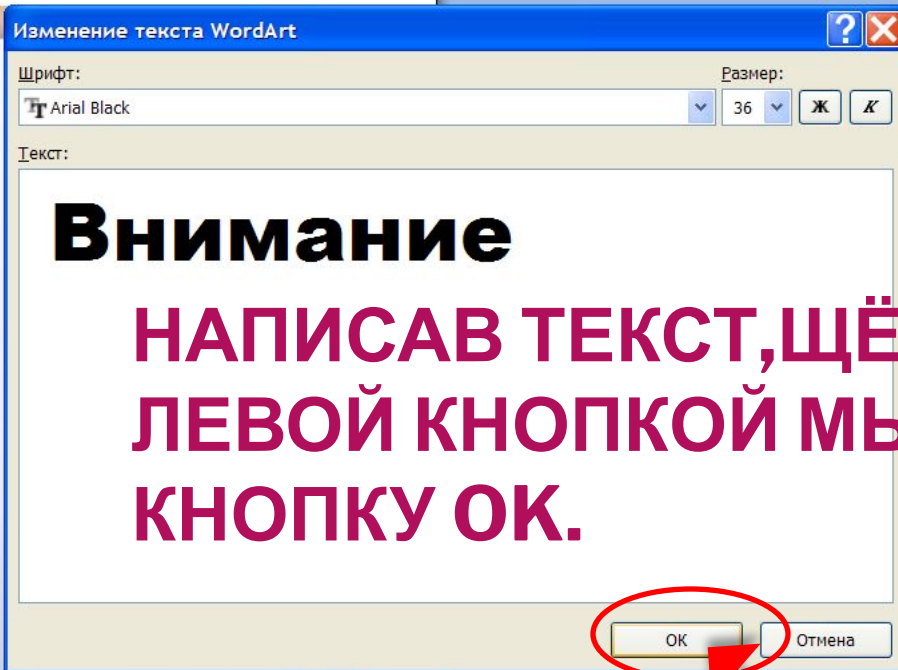 Изменение текста WordArt
Шрифт:
Размер:
Arial Black
36
Ж
К
Текст:
Внимание
НАПИСАВ ТЕКСТ,ЩЁ
ЛЕВОЙ КНОПКОЙ
КНОПКУ ОК.
ОК
Отмена